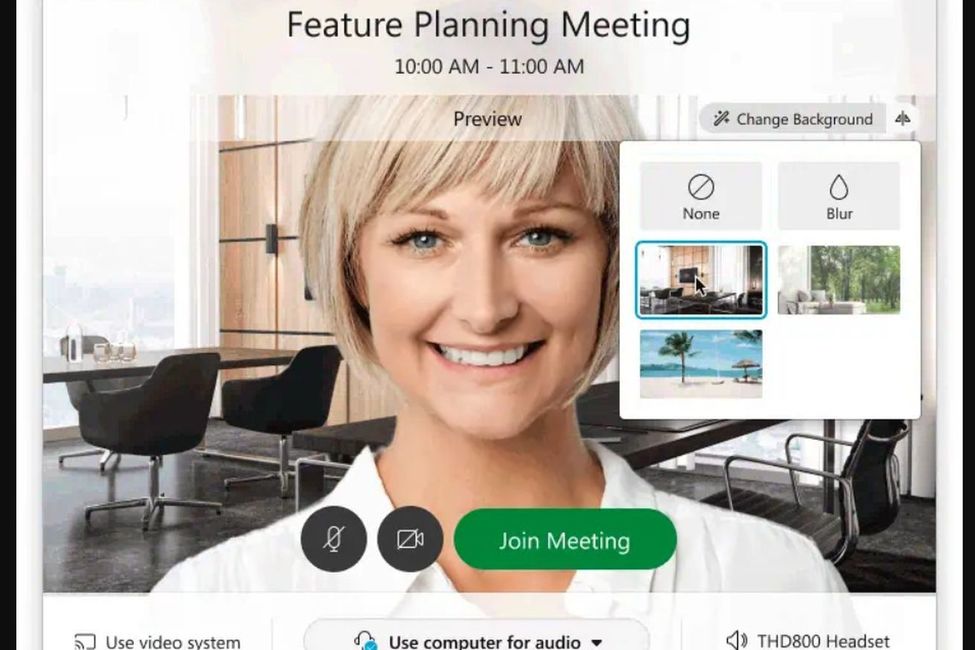 Feature Planning Meeting
10:00 AM - 11:00 AM
Preview
Change Background
None
Blur
Join Meeting
Use video system
Use computer for audio
THD800 Headset